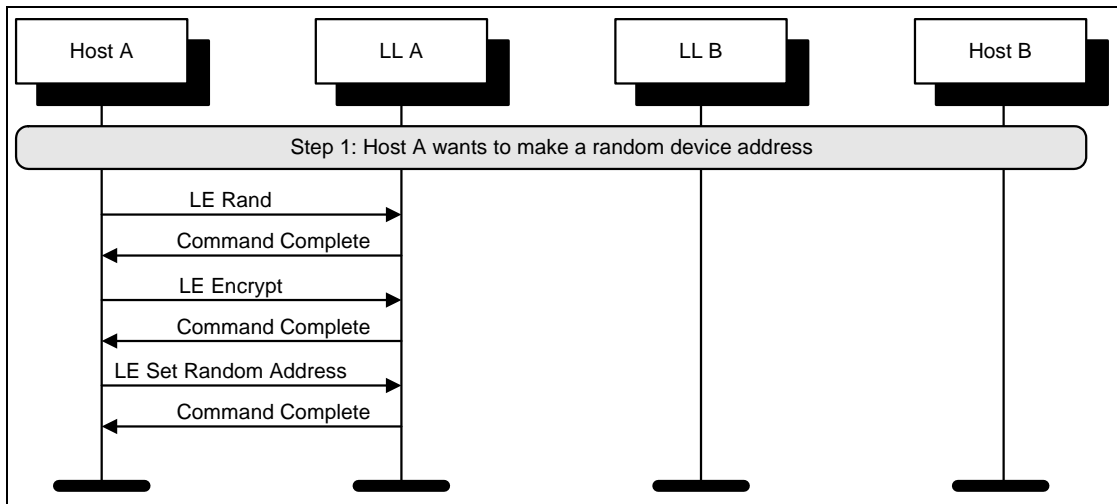 Host A
LL A
LL B
Host B
Step 1: Host A wants to make a random device address
LE Rand
Command Complete
LE Encrypt
Command Complete
LE Set Random Address
Command Complete